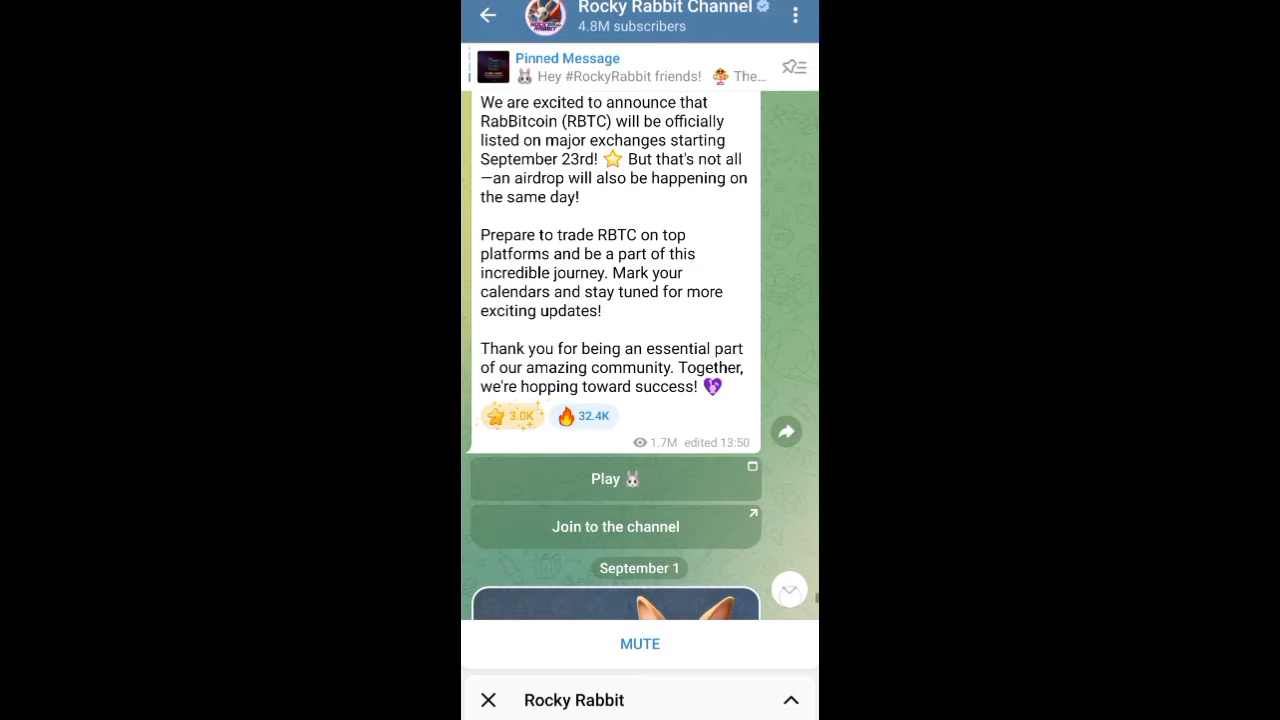 Rocky Rabbit Channel
4.8M subscribers
Pinned Message
🐰 Hey #RockyRabbit friends! 🤹 The...
We are excited to announce that
RabBitcoin (RBTC) will be officially
listed on major exchanges starting
September 23rd! ⭐ But that's not all
—an airdrop will also be happening on
the same day!
Prepare to trade RBTC on top
platforms and be a part of this
incredible journey. Mark your
calendars and stay tuned for more
exciting updates!
Thank you for being an essential part
of our amazing community. Together,
we're hopping toward success! 💜
3.0K 🔥 32.4K
1.7M edited 13:50
Play 🐰
Join to the channel
September 1
MUTE
Rocky Rabbit